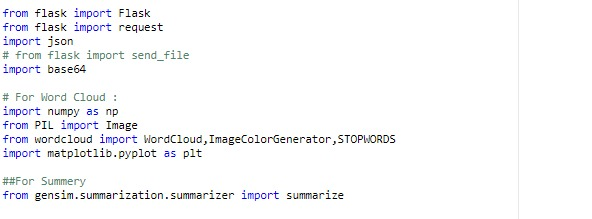 from flask import Flask
from flask import request
import json
# from flask import send_file
import base64
# For Word Cloud :
import numpy as np
from PIL import Image
from wordcloud import WordCloud,ImageColorGenerator,STOPWORDS
import matplotlib.pyplot as plt
##For Summery
from gensim.summarization.summarizer import summarize